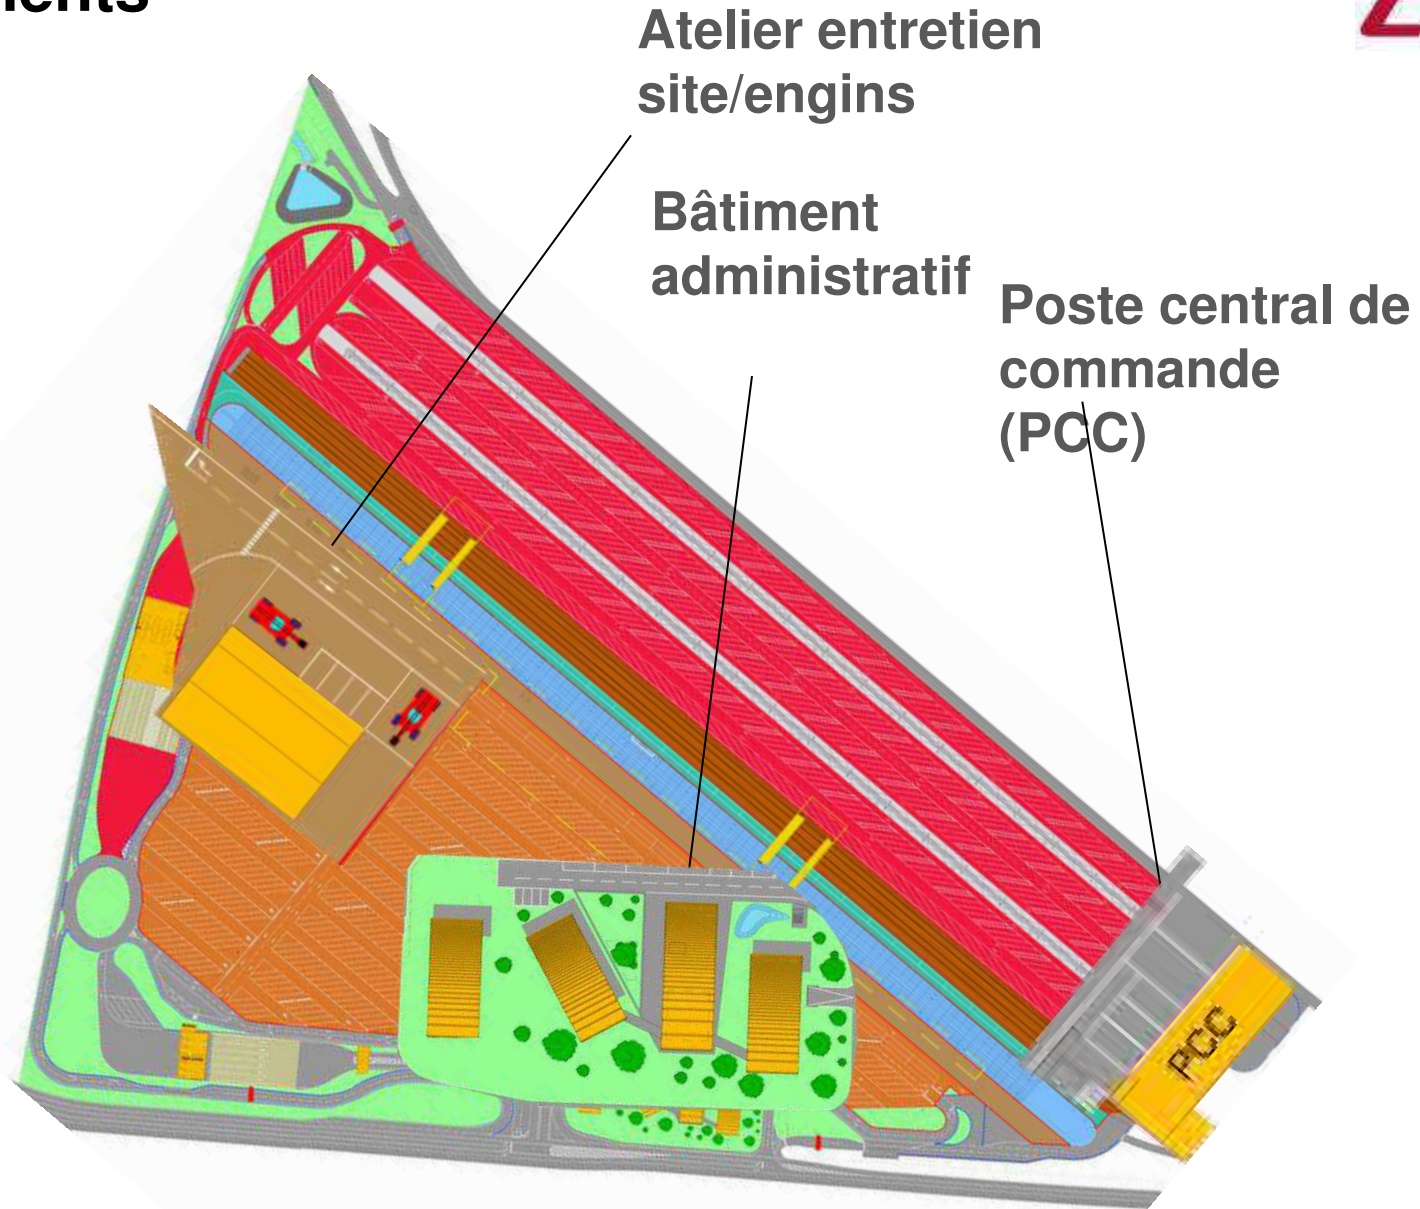 Atelier entretien
site/engins
Bâtiment
administratif
Poste central de
commande
(PCC)
PCC